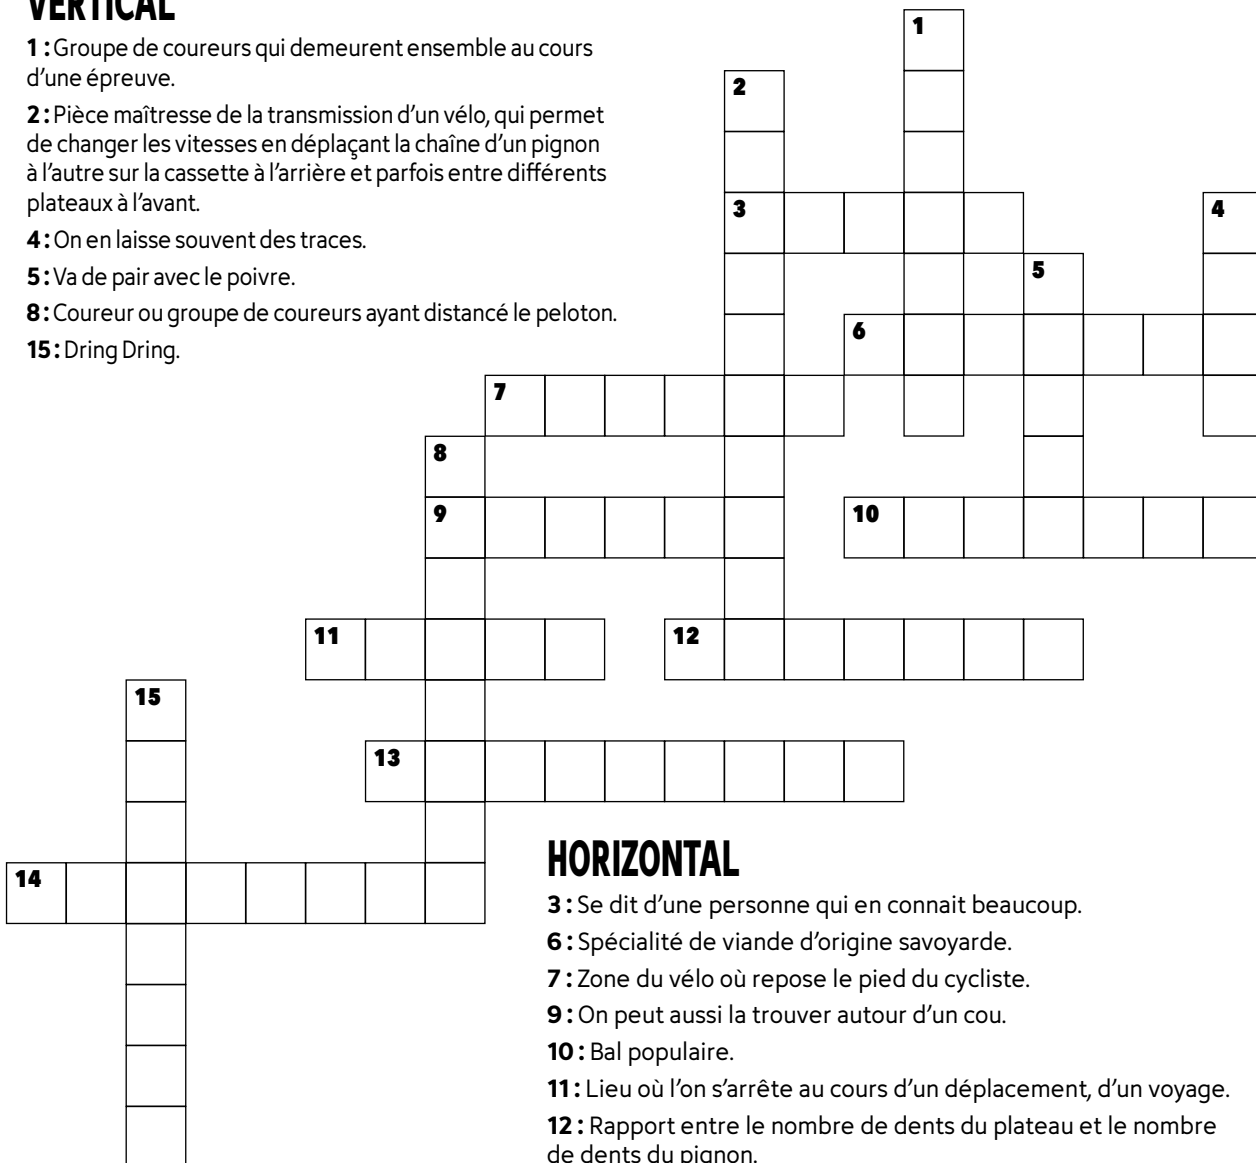 VERTICAL
1 : Groupe de coureurs qui demeurent ensemble au cours
d’une épreuve.
2 : Pièce maîtresse de la transmission d’un vélo, qui permet
de changer les vitesses en déplaçant la chaîne d’un pignon
à l’autre sur la cassette à l’arrière et parfois entre différents
plateaux à l’avant.
4 : On en laisse souvent des traces.
5 : Va de pair avec le poivre.
8 : Coureur ou groupe de coureurs ayant distancé le peloton.
15 : Dring Dring.
1
2
3
4
5
6
7
8
9
10
11
12
15
13
14
HORIZONTAL
3 : Se dit d’une personne qui en connait beaucoup.
6 : Spécialité de viande d’origine savoyarde.
7 : Zone du vélo où repose le pied du cycliste.
9 : On peut aussi la trouver autour d’un cou.
10 : Bal populaire.
11 : Lieu où l’on s’arrête au cours d’un déplacement, d’un voyage.
12 : Rapport entre le nombre de dents du plateau et le nombre
de dents du pignon.